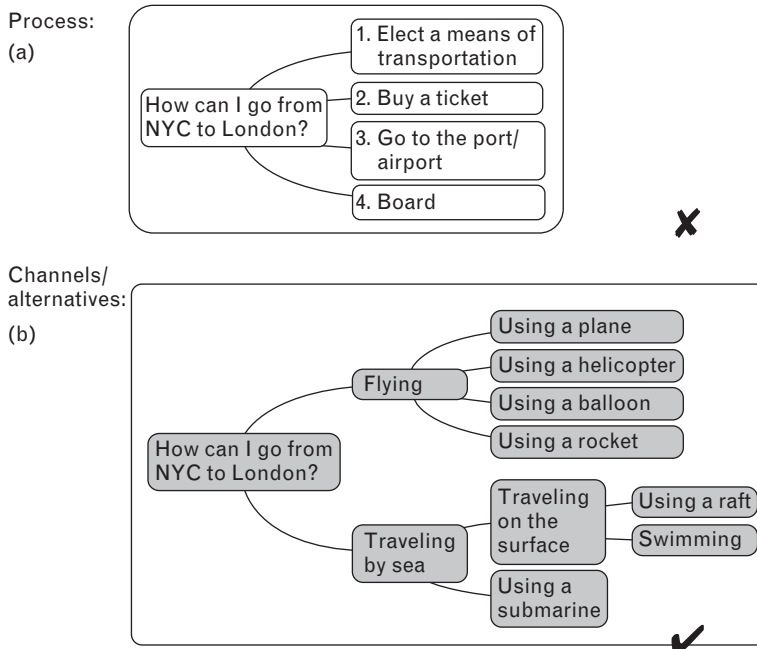 Process:
(a)
How can I go from
NYC to London?
1. Elect a means of
transportation
2. Buy a ticket
3. Go to the port/
airport
4. Board
Channels/
alternatives:
(b)
How can I go from
NYC to London?
Flying
Using a plane
Using a helicopter
Using a balloon
Using a rocket
Traveling
by sea
Traveling
on the
surface
Using a raft
Swimming
Using a
submarine